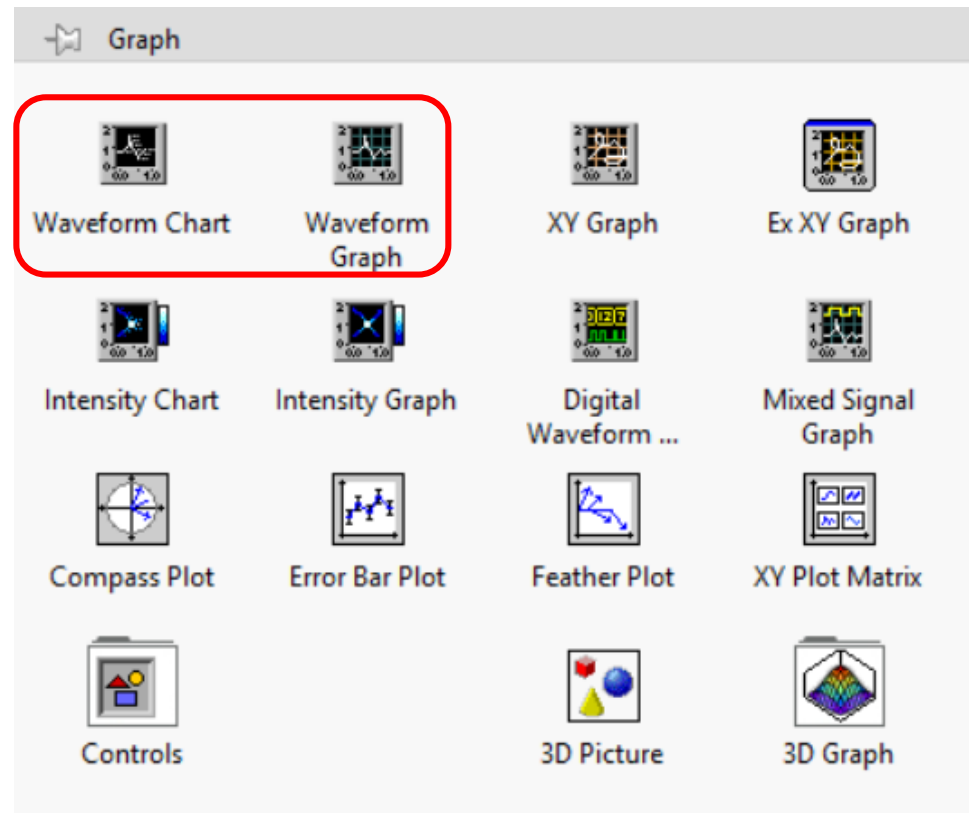 Graph
Waveform Chart
Waveform
Graph
XY Graph
Ex XY Graph
Intensity Chart
Intensity Graph
Digital
Waveform ...
Mixed Signal
Graph
Compass Plot
Error Bar Plot
Feather Plot
XY Plot Matrix
Controls
3D Picture
3D Graph